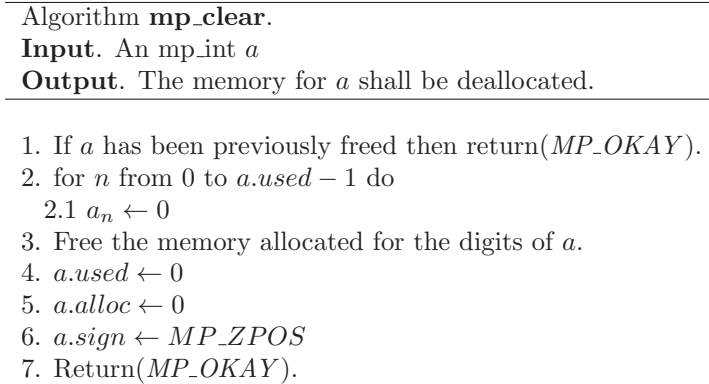 Algorithm mp_clear.
Input. An mp_int a
Output. The memory for a shall be deallocated.
1. If a has been previously freed then return(MP_OKAY).
2. for n from 0 to a.used − 1 do
2.1 aₙ ← 0
3. Free the memory allocated for the digits of a.
4. a.used ← 0
5. a.alloc ← 0
6. a.sign ← MP_ZPOS
7. Return(MP_OKAY).